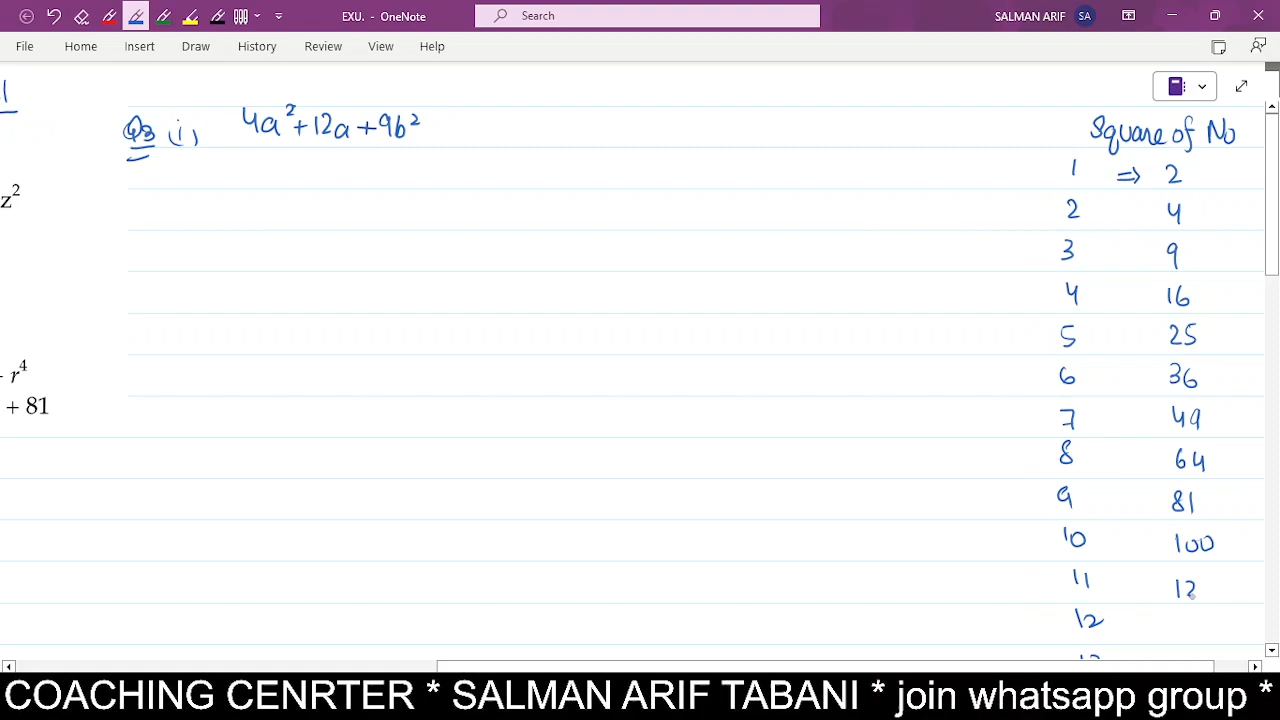 EXU. - OneNote
Search
SALMAN ARIF SA
File Home Insert Draw History Review View Help
1
Q3 (i) 4a²+12a+9b²
Square of No
1 ⇒ 2
2 4
z²
3 9
4 16
5 25
- r⁴
6 36
+ 81
7 49
8 64
9 81
10 100
11 12
12
COACHING CENRTER * SALMAN ARIF TABANI * join whatsapp group *